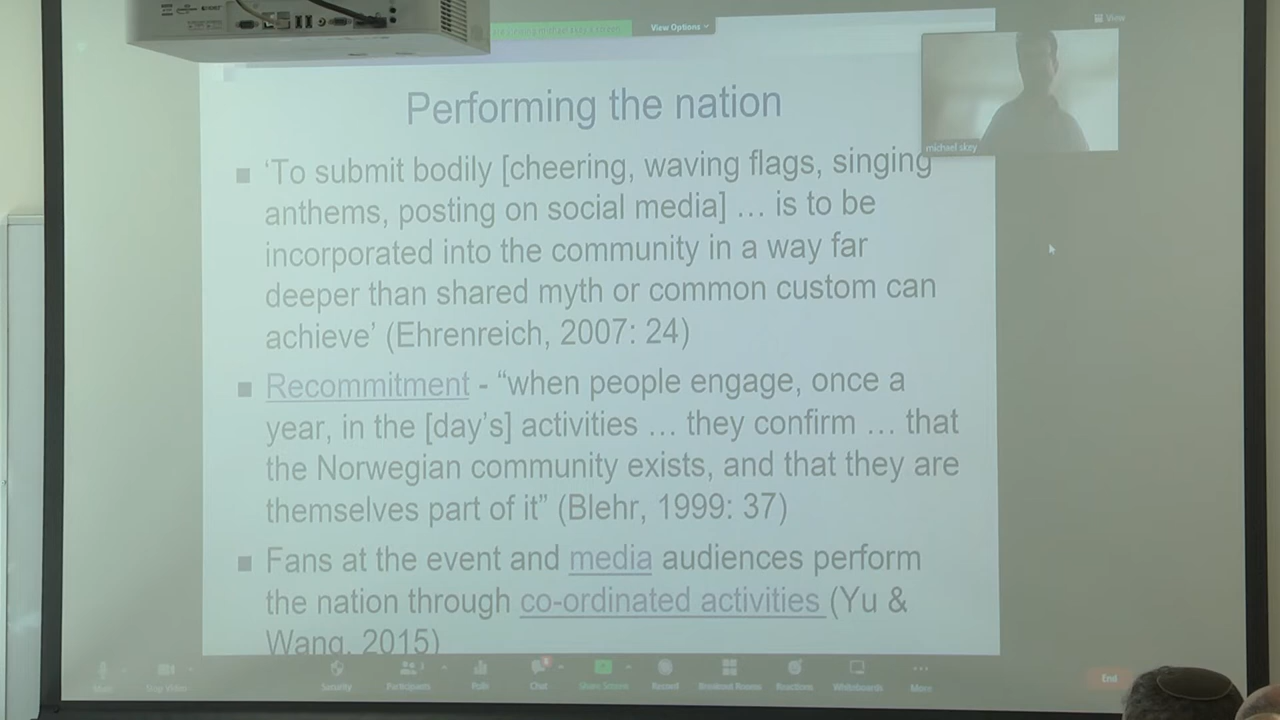 View Options
View
Performing the nation
michael skey
■ ‘To submit bodily [cheering, waving flags, singing
anthems, posting on social media] … is to be
incorporated into the community in a way far
deeper than shared myth or common custom can
achieve’ (Ehrenreich, 2007: 24)
■ Recommitment - “when people engage, once a
year, in the [day’s] activities … they confirm … that
the Norwegian community exists, and that they are
themselves part of it” (Blehr, 1999: 37)
■ Fans at the event and media audiences perform
the nation through co-ordinated activities (Yu &
Wang, 2015)
Mute Stop Video Security Participants Polls Chat Share Screen Record Breakout Rooms Reactions Whiteboards More End